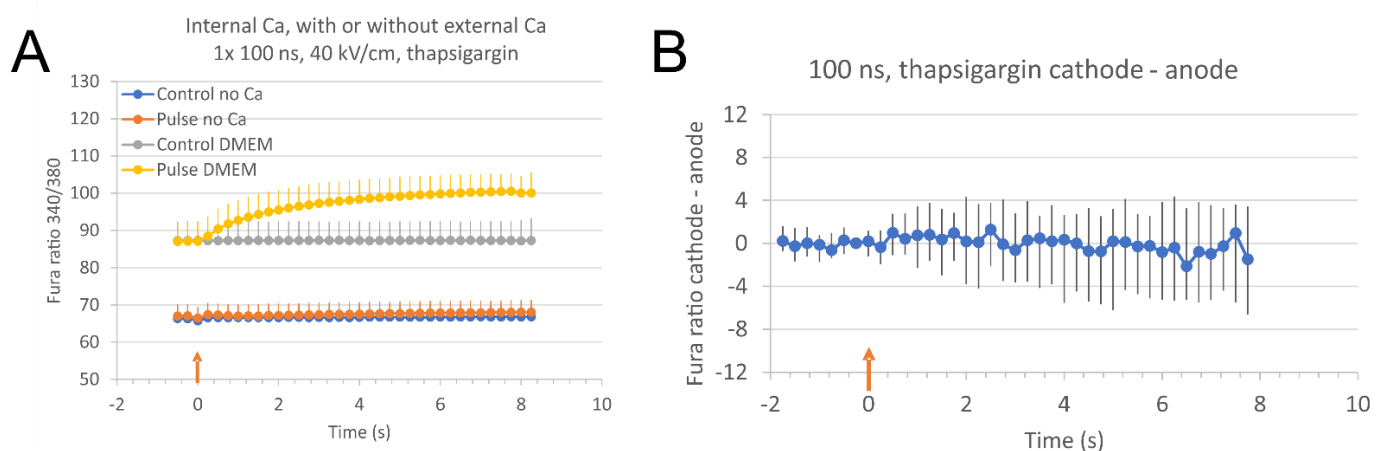 A
Internal Ca, with or without external Ca
1x 100 ns, 40 kV/cm, thapsigargin
Fura ratio 340/380
130
120
110
100
90
80
70
60
50
Control no Ca
Pulse no Ca
Control DMEM
Pulse DMEM
-2 0 2 4 6 8 10
Time (s)
B
100 ns, thapsigargin cathode - anode
Fura ratio cathode - anode
12
8
4
0
-4
-8
-12
-2 0 2 4 6 8 10
Time (s)